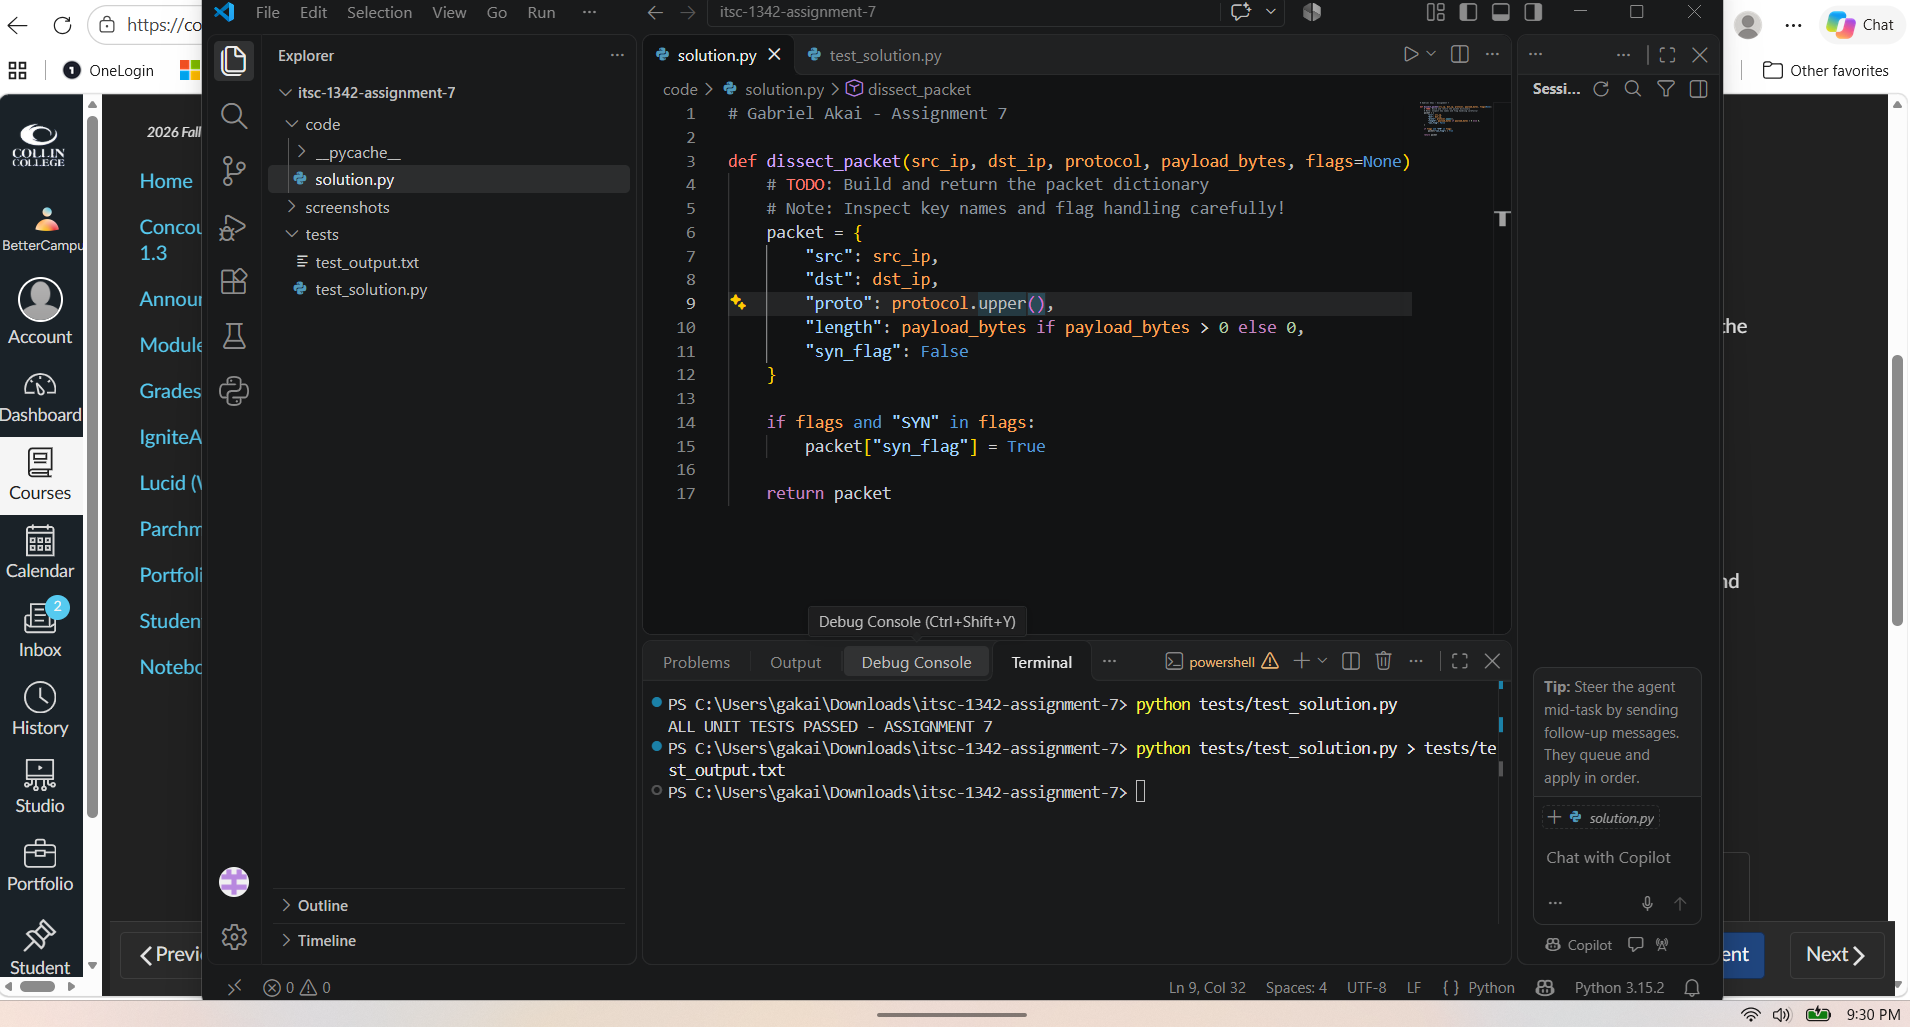 https://co
OneLogin
Other favorites
Chat
COLLIN
COLLEGE
BetterCampu
Account
Dashboard
Courses
Calendar
2
Inbox
History
Studio
Portfolio
Student
2026 Fall
Home
Concou
1.3
Announ
Module
Grades
IgniteA
Lucid (
Parchm
Portfoli
Studen
Notebo
Previ
File Edit Selection View Go Run ···
itsc-1342-assignment-7
Explorer
itsc-1342-assignment-7
code
__pycache__
solution.py
screenshots
tests
test_output.txt
test_solution.py
Outline
Timeline
solution.py
test_solution.py
code > solution.py > dissect_packet
1 # Gabriel Akai - Assignment 7
2
3 def dissect_packet(src_ip, dst_ip, protocol, payload_bytes, flags=None)
4 # TODO: Build and return the packet dictionary
5 # Note: Inspect key names and flag handling carefully!
6 packet = {
7 "src": src_ip,
8 "dst": dst_ip,
9 "proto": protocol.upper(),
10 "length": payload_bytes if payload_bytes > 0 else 0,
11 "syn_flag": False
12 }
13
14 if flags and "SYN" in flags:
15 packet["syn_flag"] = True
16
17 return packet
Debug Console (Ctrl+Shift+Y)
Problems Output Debug Console Terminal ···
powershell
PS C:\Users\gakai\Downloads\itsc-1342-assignment-7> python tests/test_solution.py
ALL UNIT TESTS PASSED - ASSIGNMENT 7
PS C:\Users\gakai\Downloads\itsc-1342-assignment-7> python tests/test_solution.py > tests/te
st_output.txt
PS C:\Users\gakai\Downloads\itsc-1342-assignment-7>
Sessi...
Tip: Steer the agent
mid-task by sending
follow-up messages.
They queue and
apply in order.
solution.py
Chat with Copilot
Copilot
0 0
Ln 9, Col 32 Spaces: 4 UTF-8 LF { } Python Python 3.15.2
the
nd
ent
Next
9:30 PM